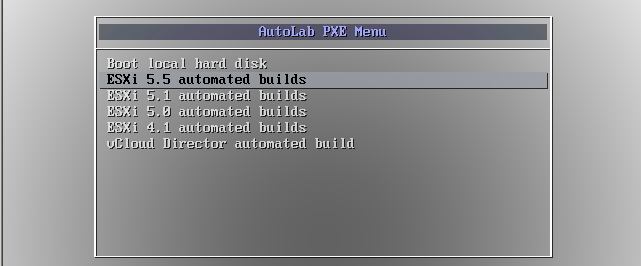 AutoLab PXE Menu
Boot local hard disk
ESXi 5.5 automated builds
ESXi 5.1 automated builds
ESXi 5.0 automated builds
ESXi 4.1 automated builds
vCloud Director automated build